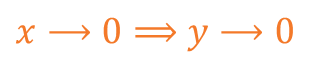 x → 0 ⟹ y → 0